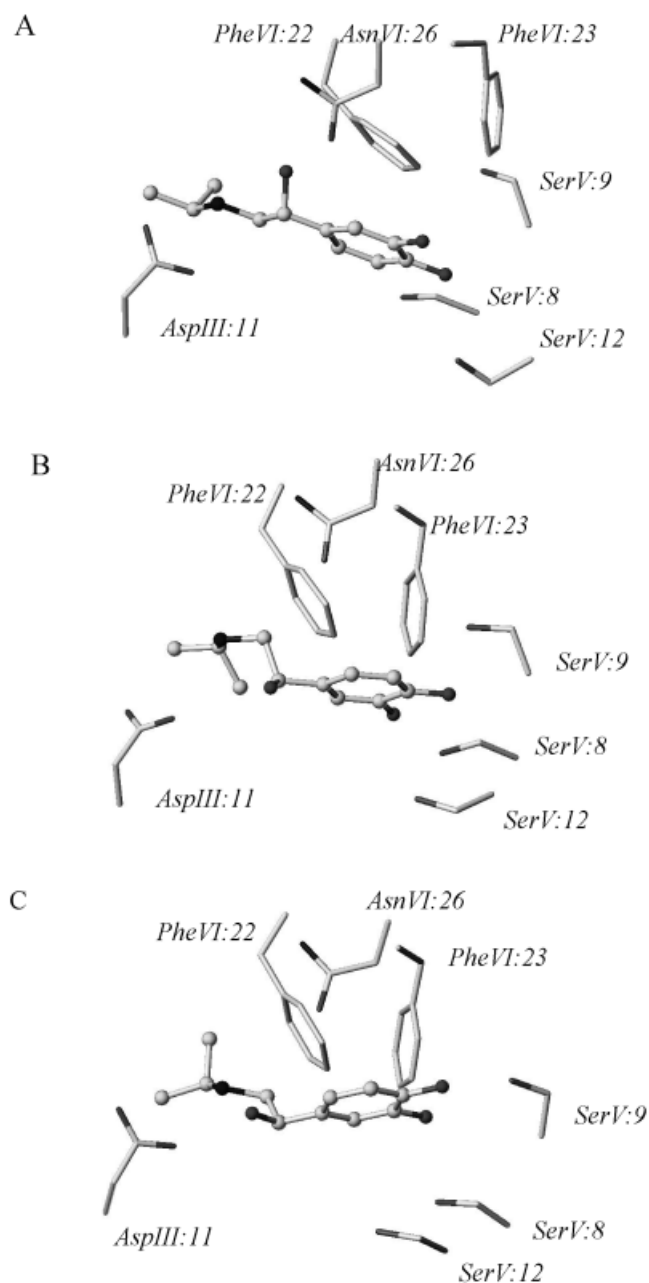 A
PheVI:22 AsnVI:26 PheVI:23
SerV:9
SerV:8
AspIII:11
SerV:12
B
AsnVI:26
PheVI:22
PheVI:23
SerV:9
SerV:8
AspIII:11
SerV:12
C
AsnVI:26
PheVI:22
PheVI:23
SerV:9
SerV:8
AspIII:11
SerV:12